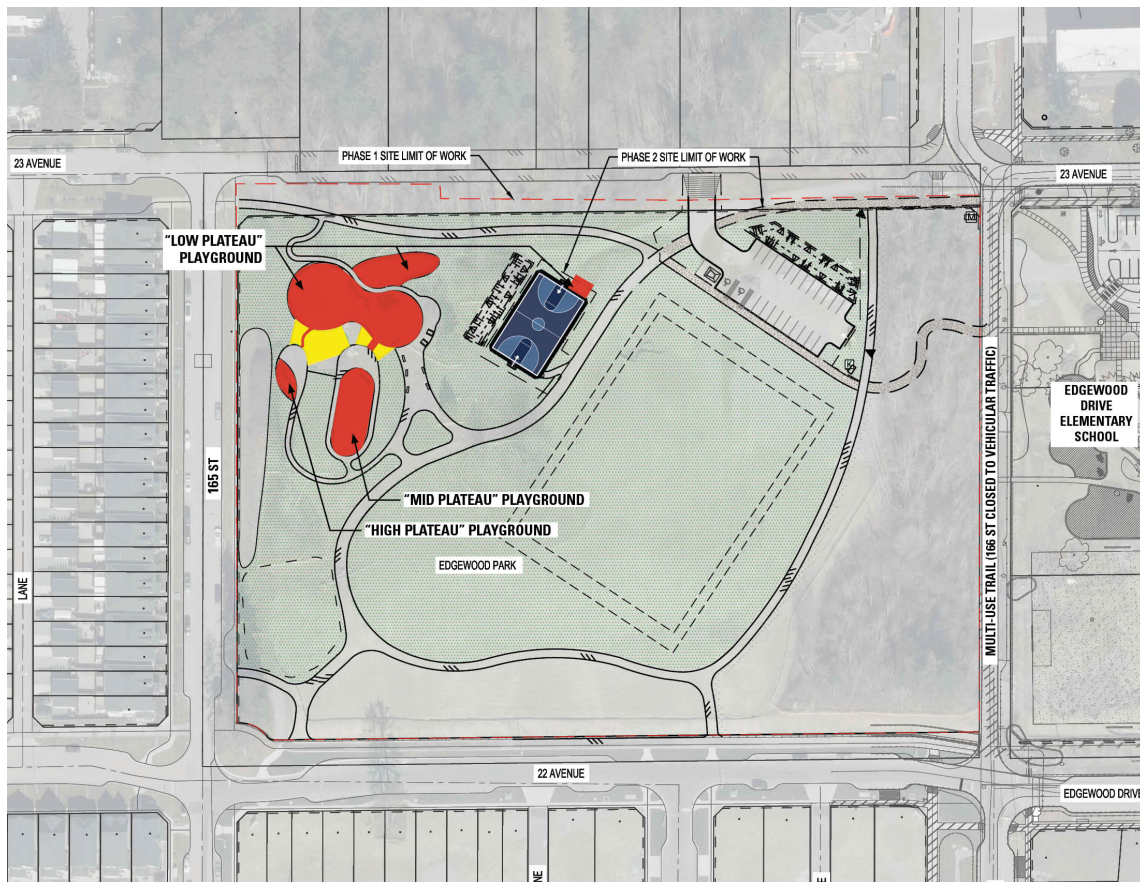 PHASE 1 SITE LIMIT OF WORK
PHASE 2 SITE LIMIT OF WORK
23 AVENUE
23 AVENUE
"LOW PLATEAU"
PLAYGROUND
165 ST
LANE
"MID PLATEAU" PLAYGROUND
"HIGH PLATEAU" PLAYGROUND
EDGEWOOD PARK
MULTI-USE TRAIL (166 ST CLOSED TO VEHICULAR TRAFFIC)
EDGEWOOD
DRIVE
ELEMENTARY
SCHOOL
22 AVENUE
EDGEWOOD DRIVE